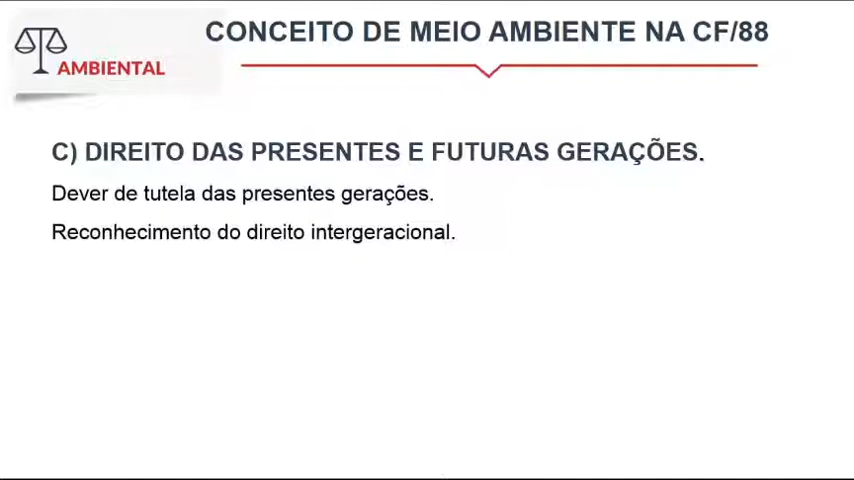 CONCEITO DE MEIO AMBIENTE NA CF/88
AMBIENTAL
C) DIREITO DAS PRESENTES E FUTURAS GERAÇÕES.
Dever de tutela das presentes gerações.
Reconhecimento do direito intergeracional.